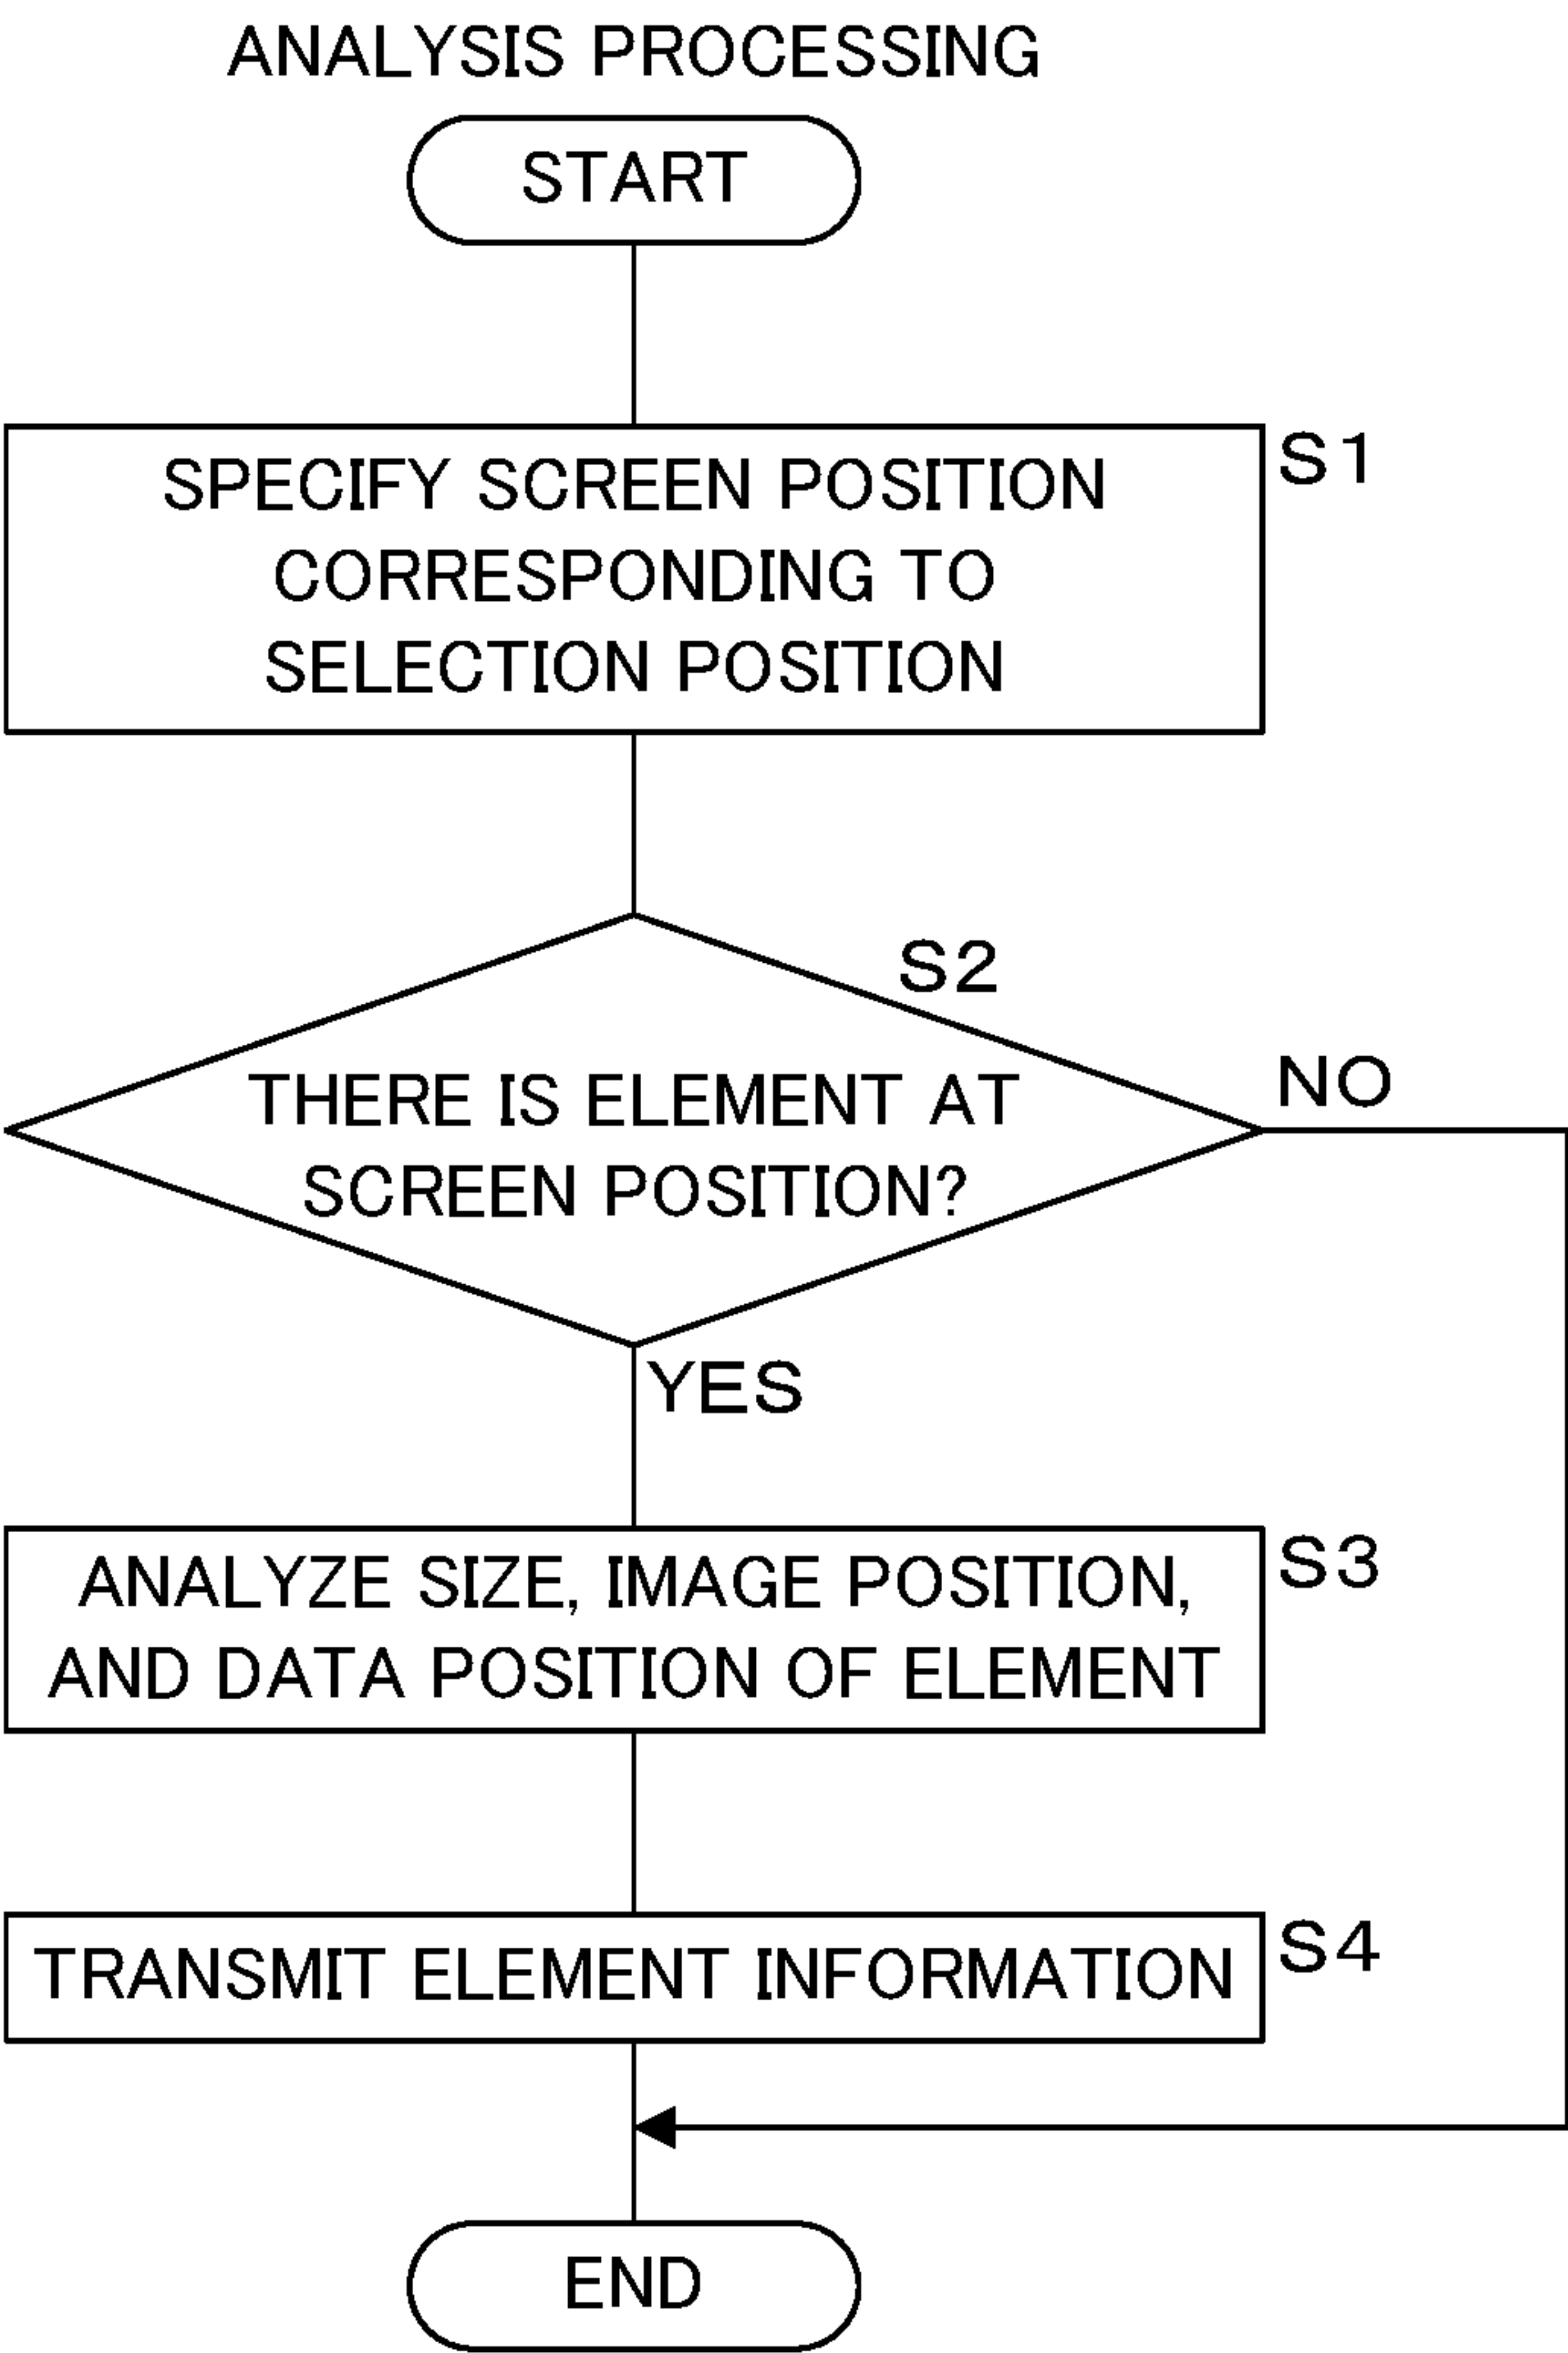 ANALYSIS PROCESSING
START
SPECIFY SCREEN POSITION
CORRESPONDING TO
SELECTION POSITION
S1
S2
THERE IS ELEMENT AT
SCREEN POSITION?
NO
YES
ANALYZE SIZE, IMAGE POSITION,
AND DATA POSITION OF ELEMENT
S3
TRANSMIT ELEMENT INFORMATION
S4
END